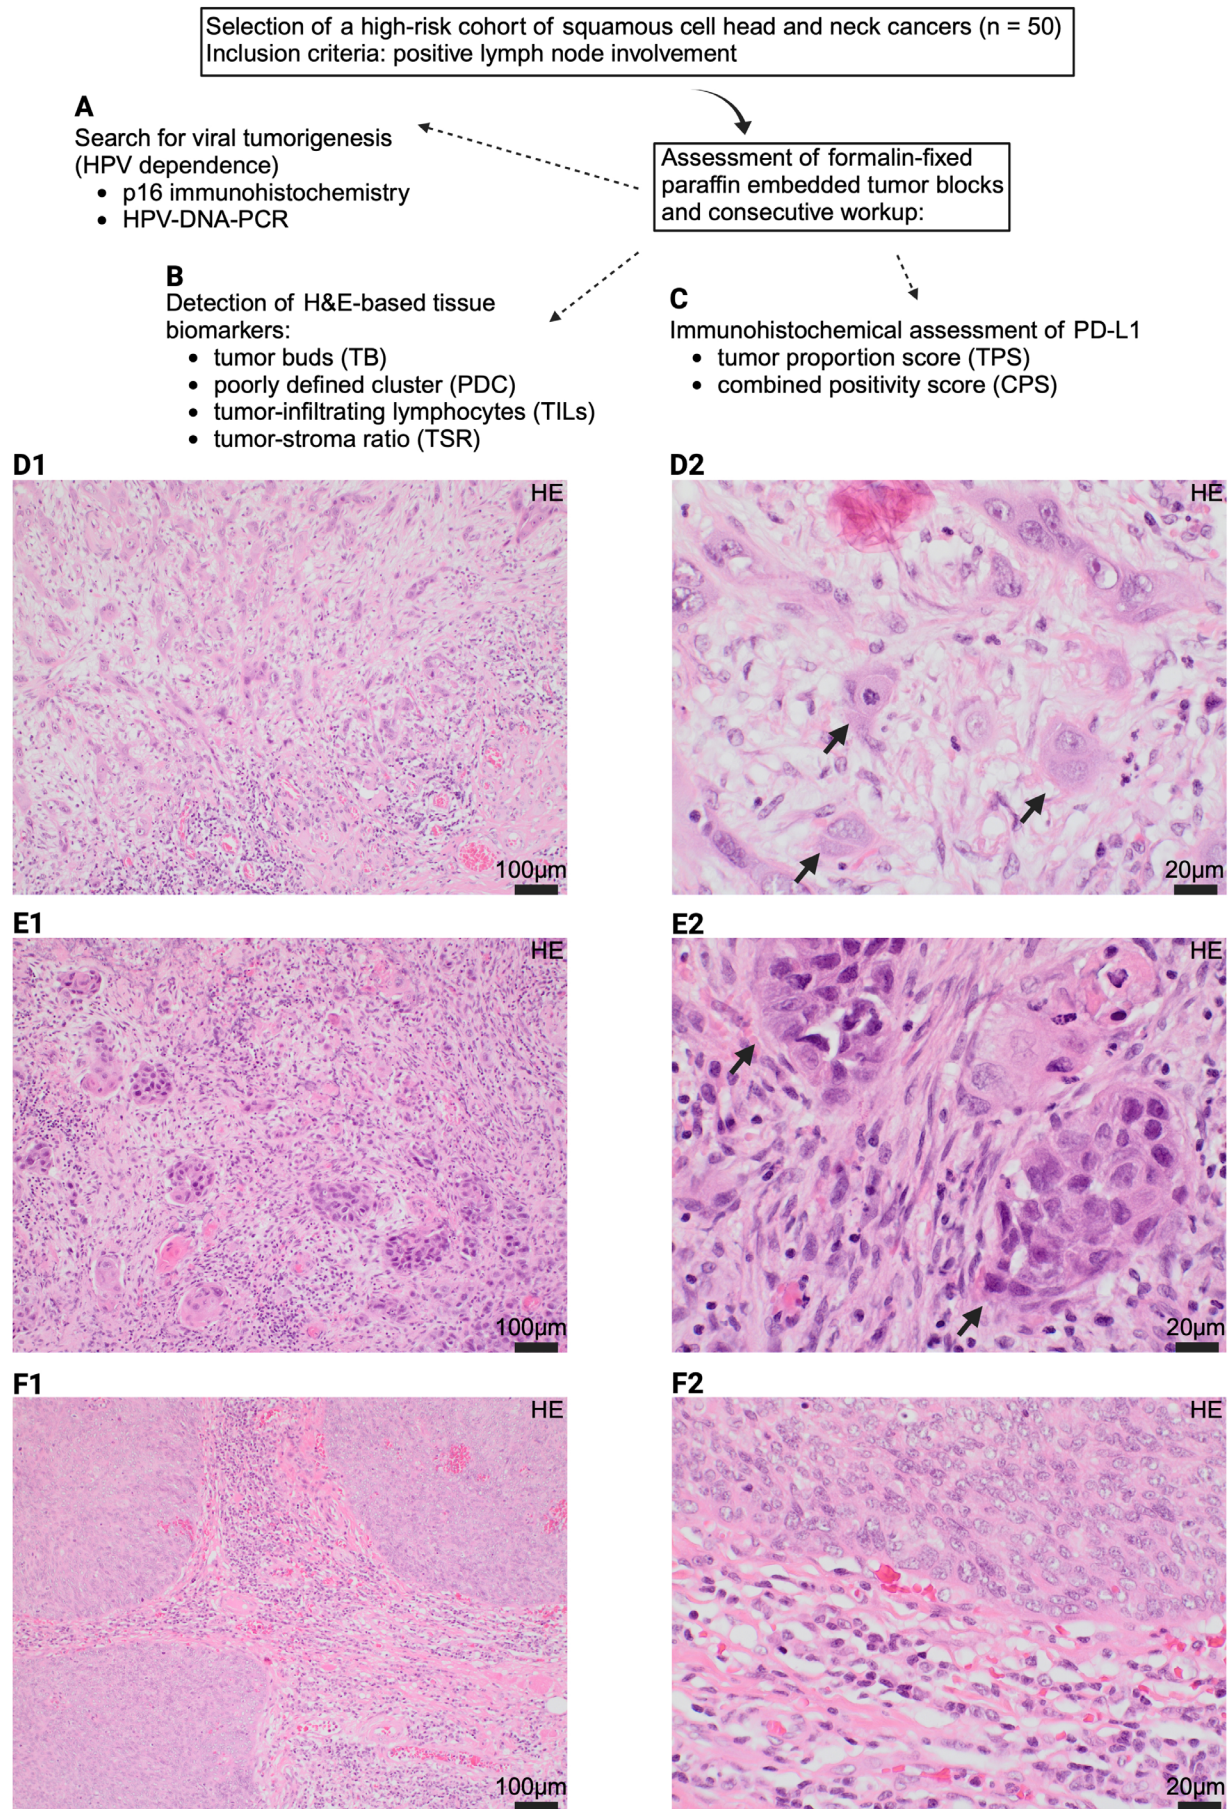 Selection of a high-risk cohort of squamous cell head and neck cancers (n = 50)
Inclusion criteria: positive lymph node involvement
A
Search for viral tumorigenesis
(HPV dependence)
• p16 immunohistochemistry
• HPV-DNA-PCR
Assessment of formalin-fixed
paraffin embedded tumor blocks
and consecutive workup:
B
Detection of H&E-based tissue
biomarkers:
• tumor buds (TB)
• poorly defined cluster (PDC)
• tumor-infiltrating lymphocytes (TILs)
• tumor-stroma ratio (TSR)
C
Immunohistochemical assessment of PD-L1
• tumor proportion score (TPS)
• combined positivity score (CPS)
D1
HE
100µm
D2
HE
20µm
E1
HE
100µm
E2
HE
20µm
F1
HE
100µm
F2
HE
20µm